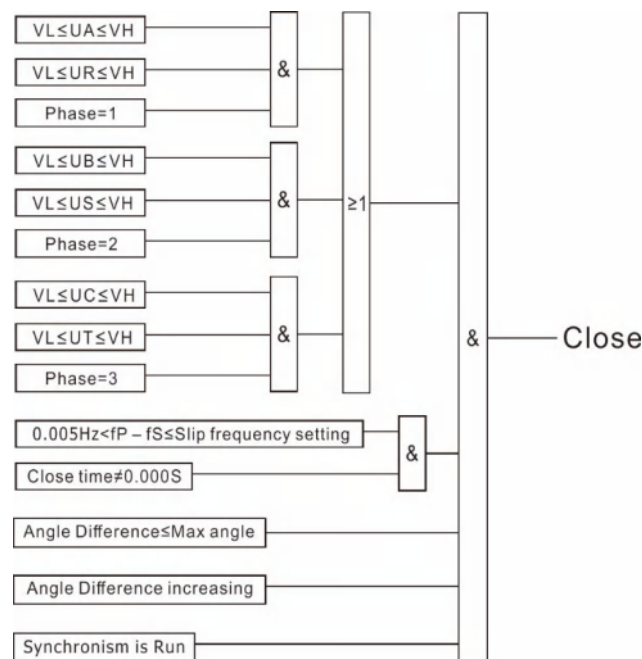 VL≤UA≤VH
VL≤UR≤VH
&
Phase=1
VL≤UB≤VH
VL≤US≤VH
&
≥1
Phase=2
VL≤UC≤VH
VL≤UT≤VH
&
&
Close
Phase=3
0.005Hz<fP – fS≤Slip frequency setting
&
Close time≠0.000S
Angle Difference≤Max angle
Angle Difference increasing
Synchronism is Run